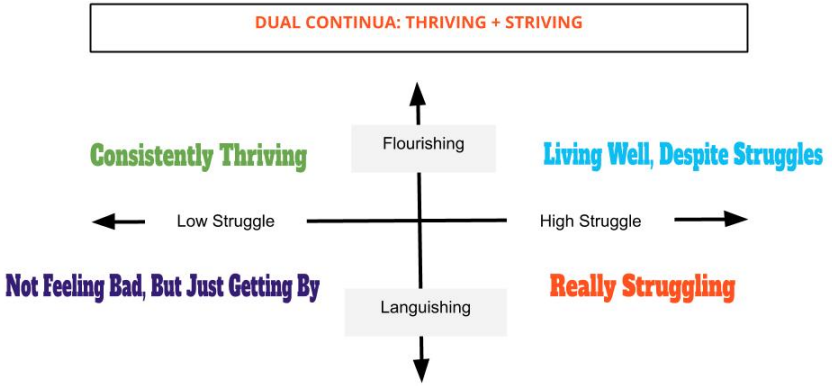 DUAL CONTINUA: THRIVING + STRIVING
Flourishing
Consistently Thriving
Living Well, Despite Struggles
Low Struggle
High Struggle
Not Feeling Bad, But Just Getting By
Really Struggling
Languishing